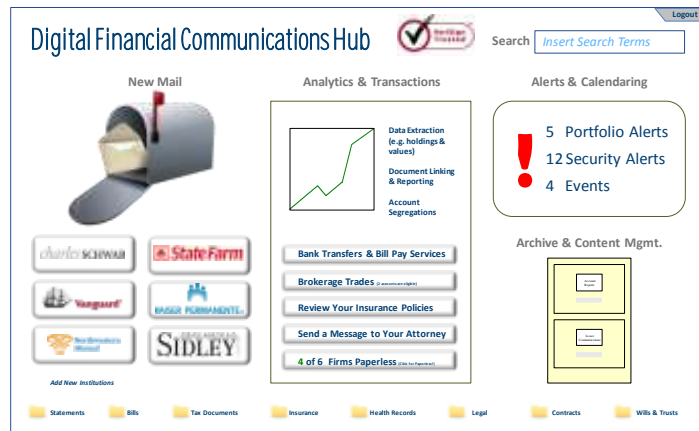 Logout
Digital Financial Communications Hub
VeriSign
Trusted
Search
Insert Search Terms
New Mail
Analytics & Transactions
Alerts & Calendaring
Data Extraction
(e.g. holdings &
values)
Document Linking
& Reporting
Account
Segregations
5 Portfolio Alerts
12 Security Alerts
4 Events
charles SCHWAB
State Farm
Vanguard
KAISER PERMANENTE
Northwestern
Mutual
SIDLEY
Add New Institutions
Bank Transfers & Bill Pay Services
Brokerage Trades
Review Your Insurance Policies
Send a Message to Your Attorney
4 of 6 Firms Paperless
Archive & Content Mgmt.
Statements
Bills
Tax Documents
Insurance
Health Records
Legal
Contracts
Wills & Trusts